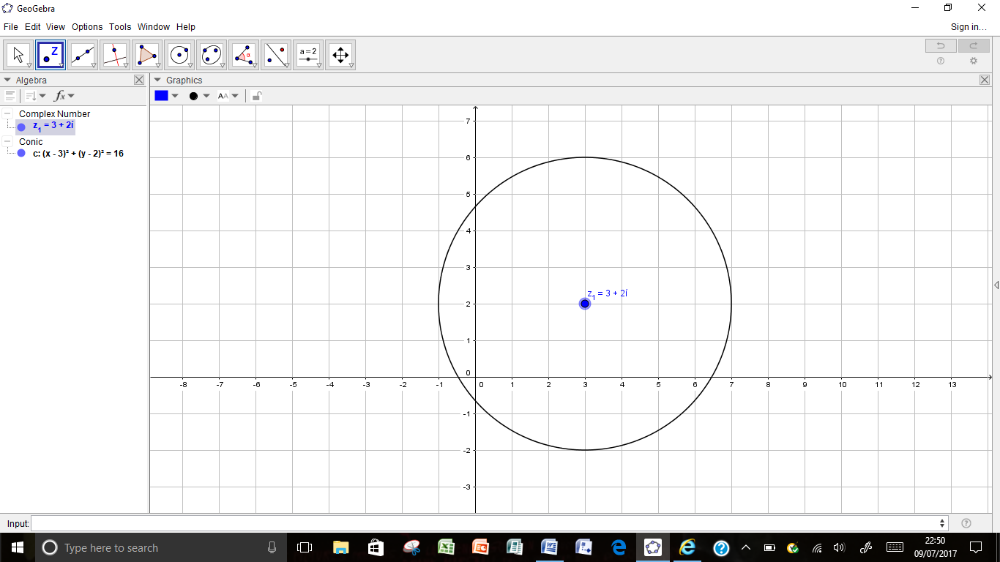 GeoGebra
File Edit View Options Tools Window Help Sign in...
Z α a = 2
Algebra
Graphics
fx AA
Complex Number
z₁ = 3 + 2í
Conic
c: (x - 3)² + (y - 2)² = 16
7
6
5
4
3
z₁ = 3 + 2í
2
1
0
-8 -7 -6 -5 -4 -3 -2 -1 0 1 2 3 4 5 6 7 8 9 10 11 12 13
-1
-2
-3
Input:
Type here to search
22:50
09/07/2017